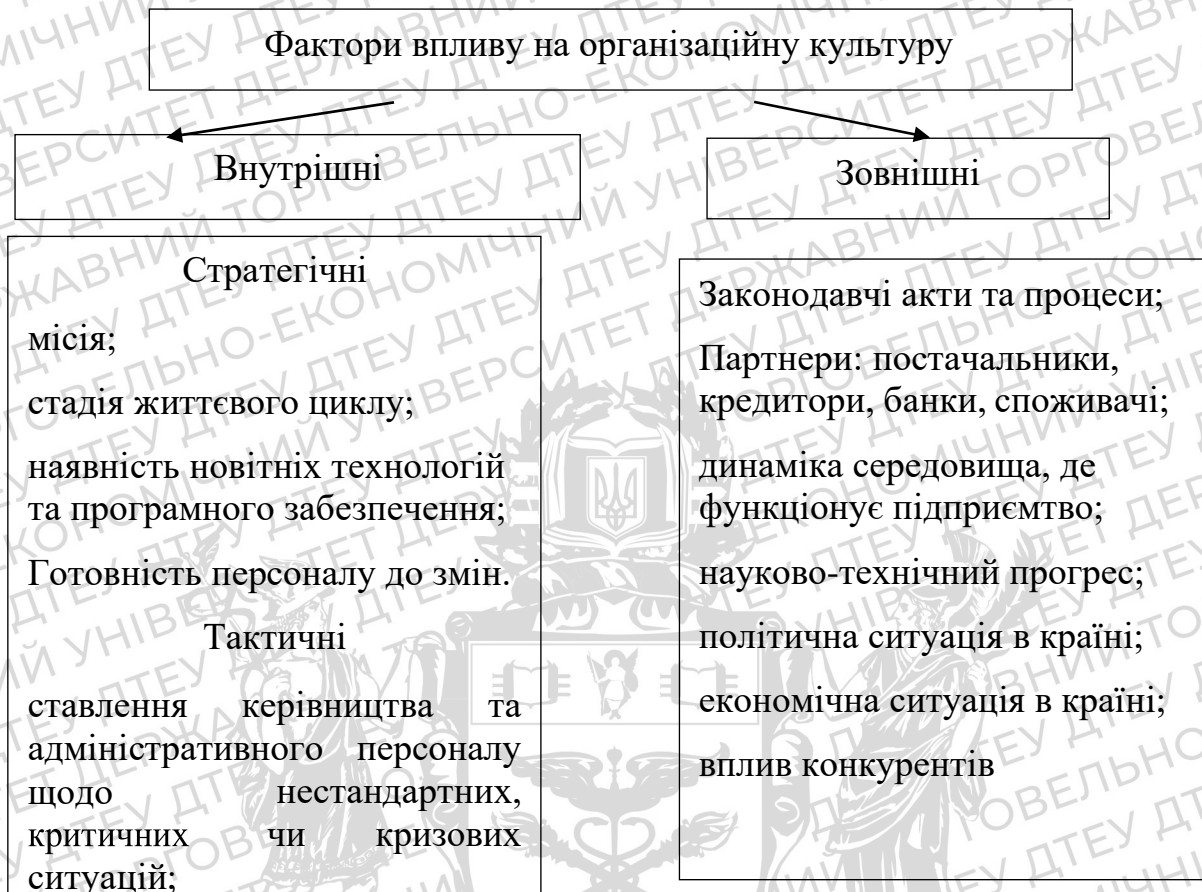 Фактори впливу на організаційну культуру
Внутрішні
Зовнішні
Стратегічні
місія;
стадія життєвого циклу;
наявність новітніх технологій
та програмного забезпечення;
Готовність персоналу до змін.
Тактичні
ставлення керівництва та
адміністративного персоналу
щодо нестандартних,
критичних чи кризових
ситуацій;
Законодавчі акти та процеси;
Партнери: постачальники,
кредитори, банки, споживачі;
динаміка середовища, де
функціонує підприємтво;
науково-технічний прогрес;
політична ситуація в країні;
економічна ситуація в країні;
вплив конкурентів